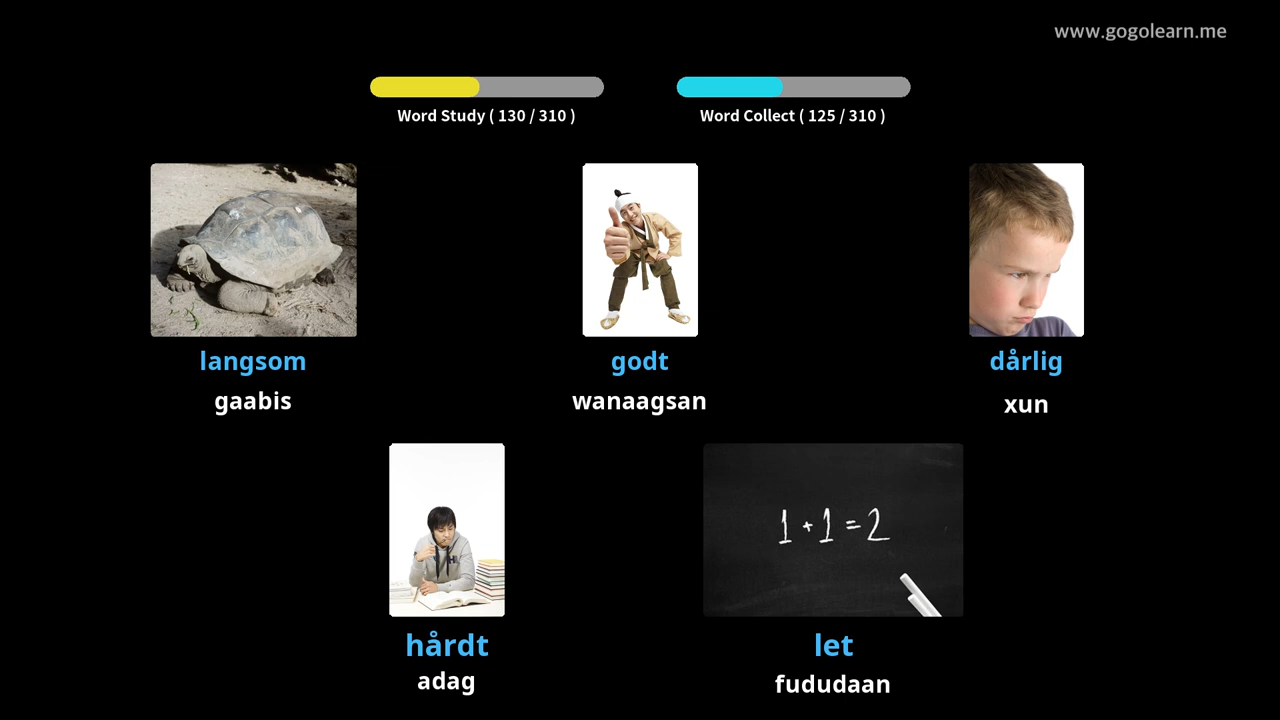 www.gogolearn.me
Word Study ( 130 / 310 )
Word Collect ( 125 / 310 )
langsom
godt
dårlig
gaabis
wanaagsan
xun
1 + 1 = 2
hårdt
let
adag
fududaan